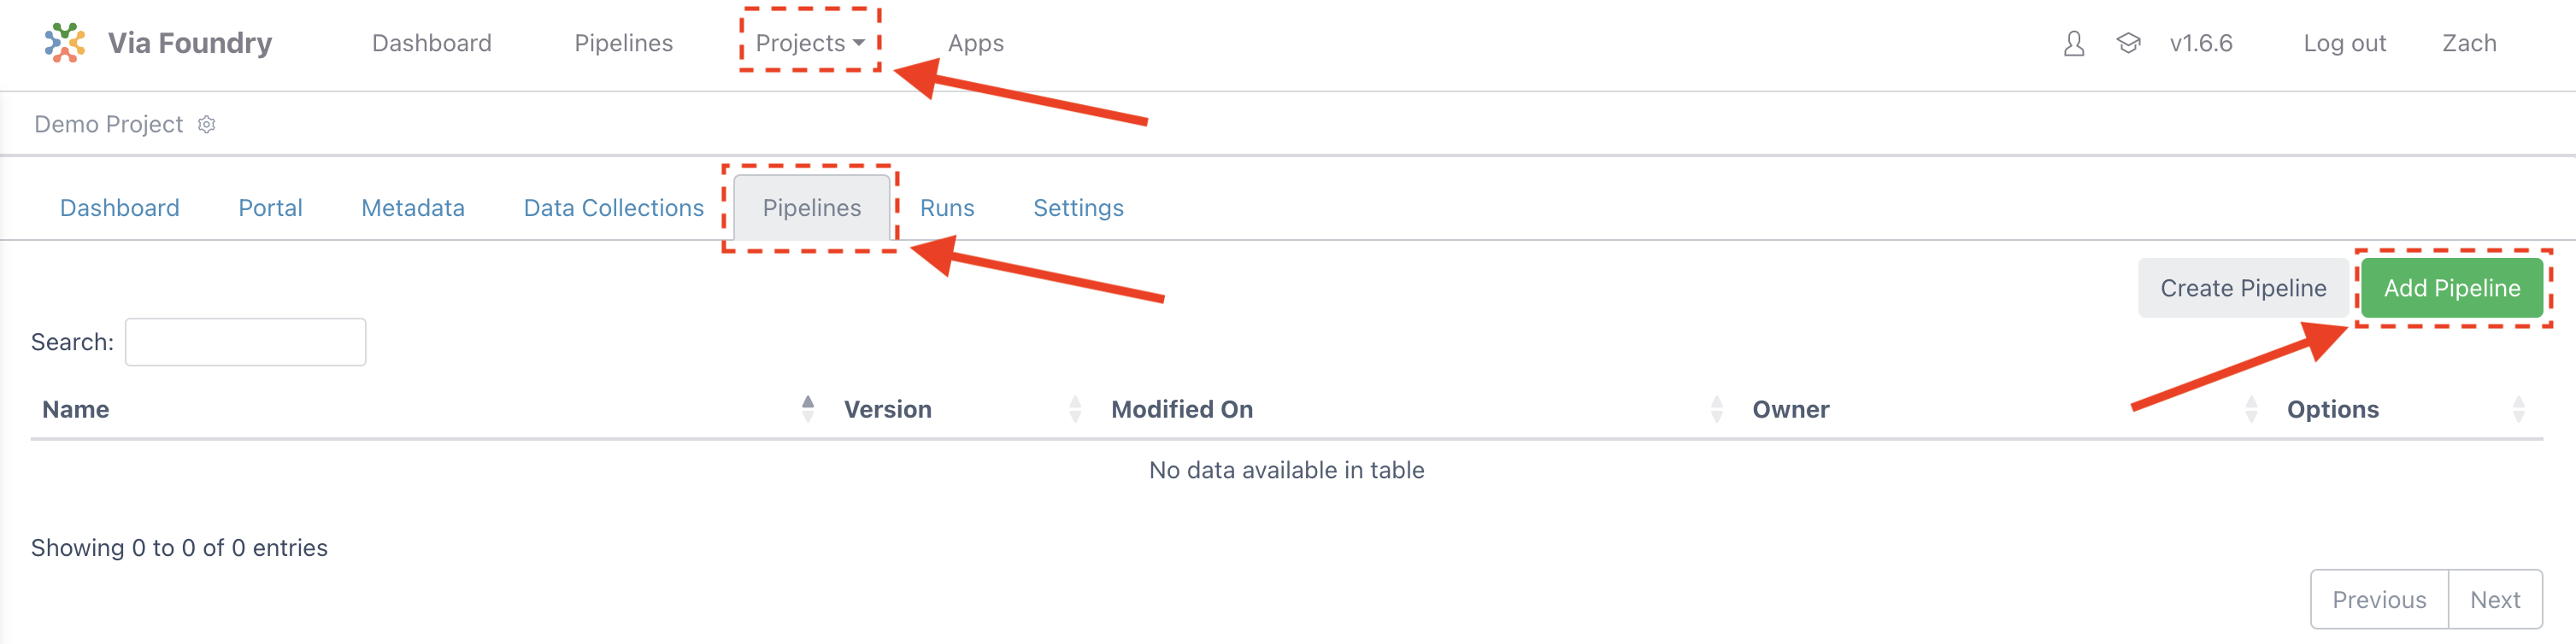 Via Foundry Dashboard Pipelines Projects Apps v1.6.6 Log out Zach
Demo Project
Dashboard Portal Metadata Data Collections Pipelines Runs Settings
Create Pipeline Add Pipeline
Search:
Name Version Modified On Owner Options
No data available in table
Showing 0 to 0 of 0 entries
Previous Next